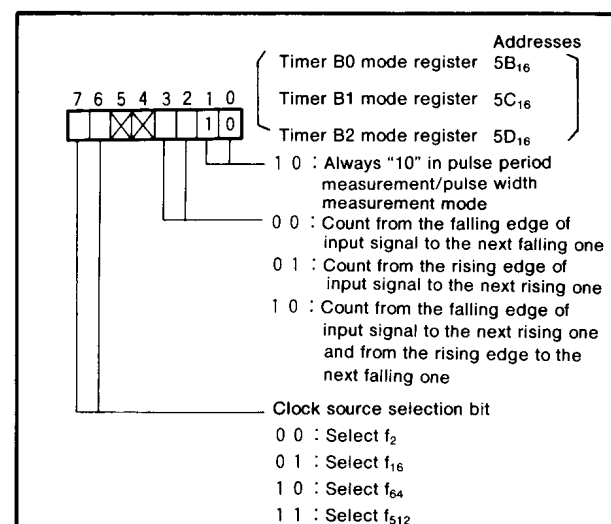 Addresses
Timer B0 mode register 5B₁₆
7 6 5 4 3 2 1 0
Timer B1 mode register 5C₁₆
1 0
Timer B2 mode register 5D₁₆
1 0 : Always "10" in pulse period
measurement/pulse width
measurement mode
0 0 : Count from the falling edge of
input signal to the next falling one
0 1 : Count from the rising edge of
input signal to the next rising one
1 0 : Count from the falling edge of
input signal to the next rising one
and from the rising edge to the
next falling one
Clock source selection bit
0 0 : Select f₂
0 1 : Select f₁₆
1 0 : Select f₆₄
1 1 : Select f₅₁₂